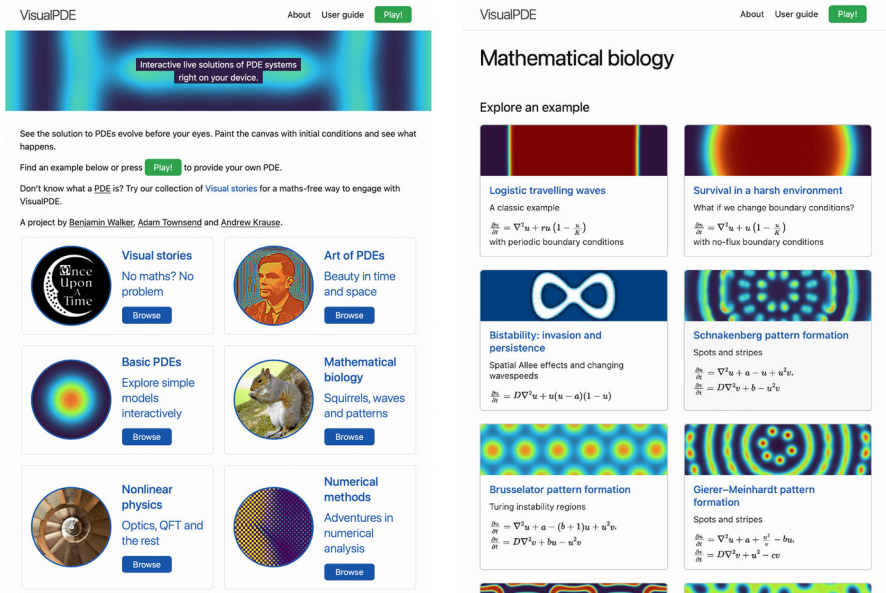 VisualPDE
About User guide Play!
Interactive live solutions of PDE systems
right on your device.
See the solution to PDEs evolve before your eyes. Paint the canvas with initial conditions and see what
happens.
Find an example below or press Play! to provide your own PDE.
Don't know what a PDE is? Try our collection of Visual stories for a maths-free way to engage with
VisualPDE.
A project by Benjamin Walker, Adam Townsend and Andrew Krause.
Once
Upon
A
Time
Visual stories
No maths? No
problem
Browse
Art of PDEs
Beauty in time
and space
Browse
Basic PDEs
Explore simple
models
interactively
Browse
Mathematical
biology
Squirrels, waves
and patterns
Browse
Nonlinear
physics
Optics, QFT and
the rest
Browse
Numerical
methods
Adventures in
numerical
analysis
Browse
VisualPDE
About User guide Play!
Mathematical biology
Explore an example
Logistic travelling waves
A classic example
∂u/∂t = ∇²u + ru(1 − u/K)
with periodic boundary conditions
Survival in a harsh environment
What if we change boundary conditions?
∂u/∂t = ∇²u + u(1 − u/K)
with no-flux boundary conditions
Bistability: invasion and
persistence
Spatial Allee effects and changing
wavespeeds
∂u/∂t = D∇²u + u(u − a)(1 − u)
Schnakenberg pattern formation
Spots and stripes
∂u/∂t = ∇²u + a − u + u²v,
∂v/∂t = D∇²v + b − u²v
Brusselator pattern formation
Turing instability regions
∂u/∂t = ∇²u + a − (b + 1)u + u²v,
∂v/∂t = D∇²v + bu − u²v
Gierer–Meinhardt pattern
formation
Spots and stripes
∂u/∂t = ∇²u + a + u²/v − bu,
∂v/∂t = D∇²v + u² − cv